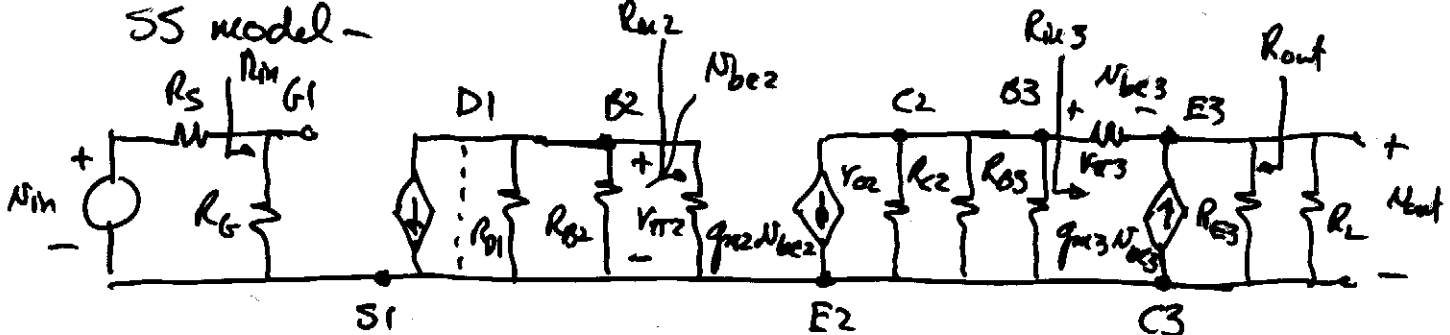 SS model -
Rin2
Rin3
Rout
Rin
vbe2
vbe3
RS
G1
D1
B2
C2
B3
E3
+
+
+
-
+
vin
RG
RD1
RB2
rπ2
gm2vbe2
ro2
RC2
RB3
rπ3
gm3vbe3
RE3
RL
vout
-
-
-
S1
E2
C3